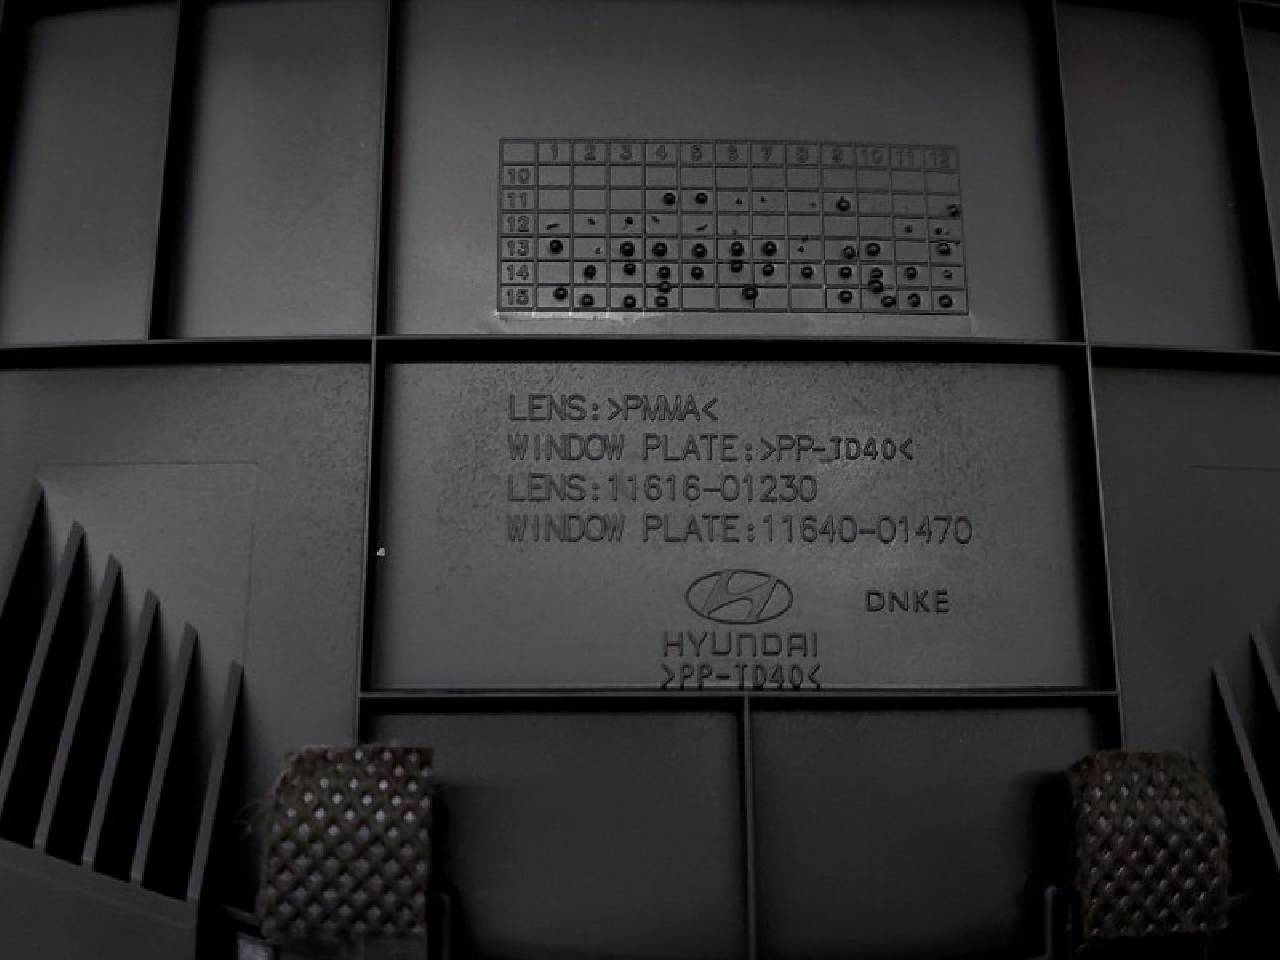 1 2 3 4 5 6 7 8 9 10 11 12
10
11
12
13
14
15
LENS:>PMMA<
WINDOW PLATE:>PP-TD40<
LENS:11616-01230
WINDOW PLATE:11640-01470
DNKE
HYUNDAI
>PP-TD40<